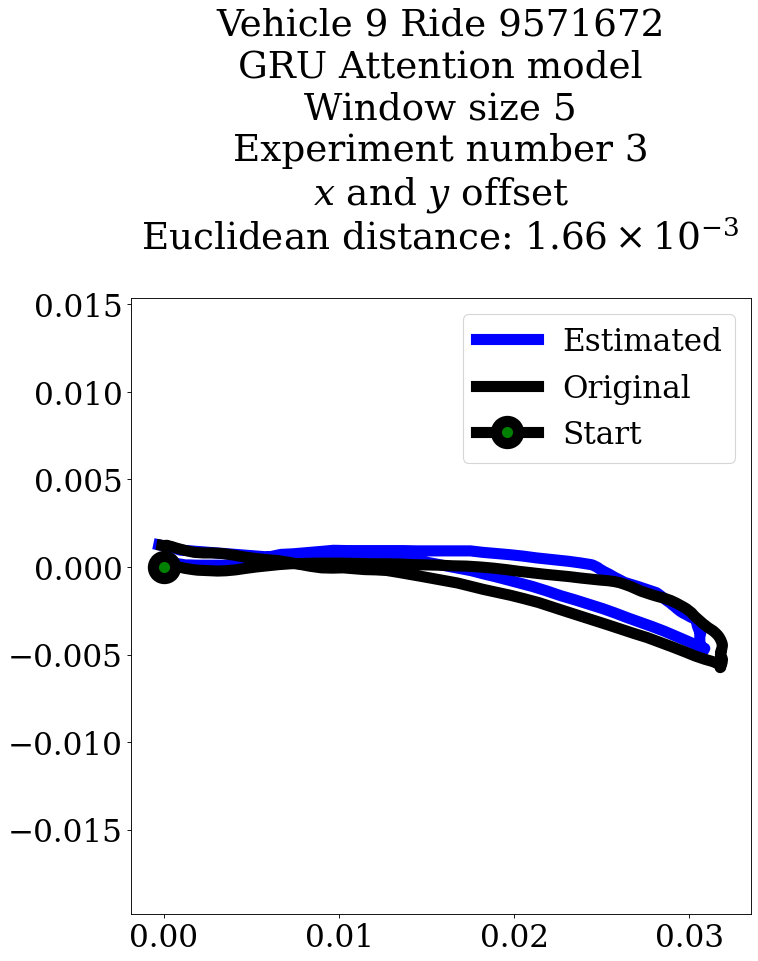 Vehicle 9 Ride 9571672
GRU Attention model
Window size 5
Experiment number 3
x and y offset
Euclidean distance: 1.66 × 10⁻³
0.015
0.010
0.005
0.000
−0.005
−0.010
−0.015
Estimated
Original
Start
0.00 0.01 0.02 0.03